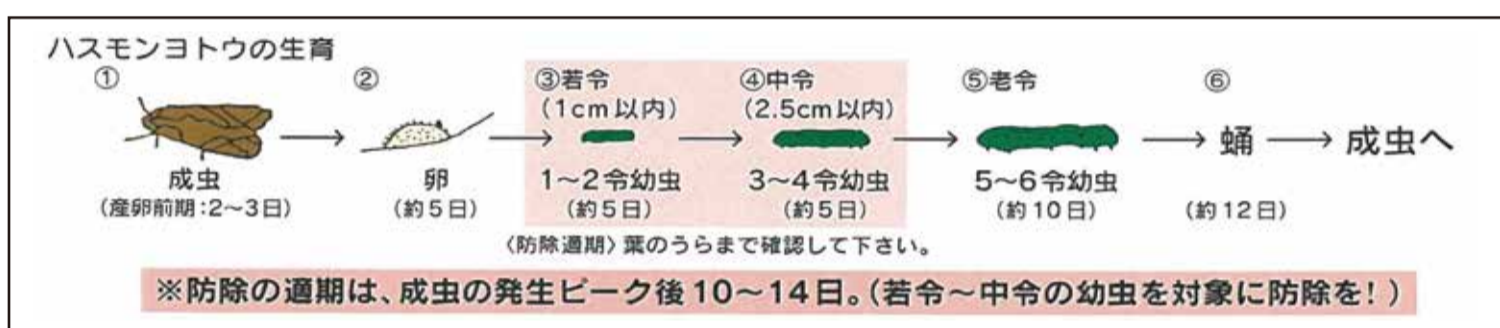 ハスモンヨトウの生育
①
②
③若令
(1cm以内)
④中令
(2.5cm以内)
⑤老令
⑥
成虫
(産卵前期:2〜3日)
卵
(約5日)
1〜2令幼虫
(約5日)
3〜4令幼虫
(約5日)
5〜6令幼虫
(約10日)
蛹
(約12日)
成虫へ
〈防除適期〉葉のうらまで確認して下さい。
※防除の適期は、成虫の発生ピーク後10〜14日。(若令〜中令の幼虫を対象に防除を!)